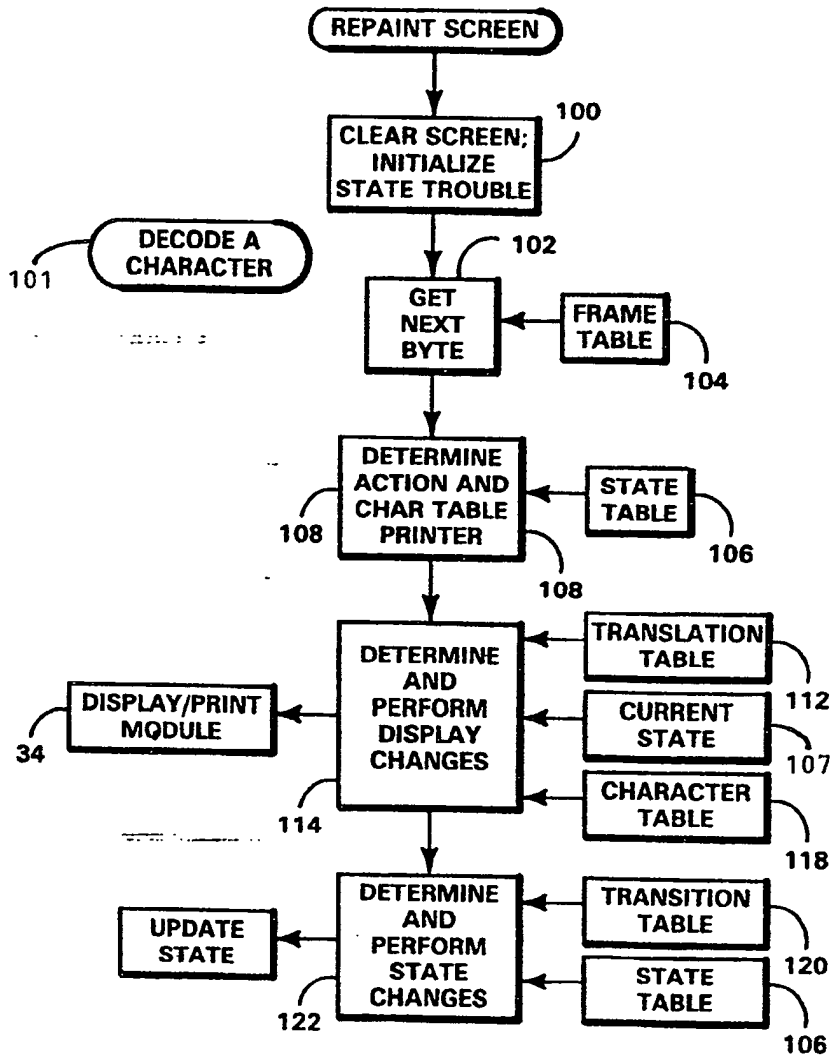 REPAINT SCREEN
100
CLEAR SCREEN;
INITIALIZE
STATE TROUBLE
101
DECODE A
CHARACTER
102
GET
NEXT
BYTE
FRAME
TABLE
104
DETERMINE
ACTION AND
CHAR TABLE
PRINTER
108
108
STATE
TABLE
106
DETERMINE
AND
PERFORM
DISPLAY
CHANGES
114
DISPLAY/PRINT
MODULE
34
TRANSLATION
TABLE
112
CURRENT
STATE
107
CHARACTER
TABLE
118
DETERMINE
AND
PERFORM
STATE
CHANGES
122
UPDATE
STATE
TRANSITION
TABLE
120
STATE
TABLE
106